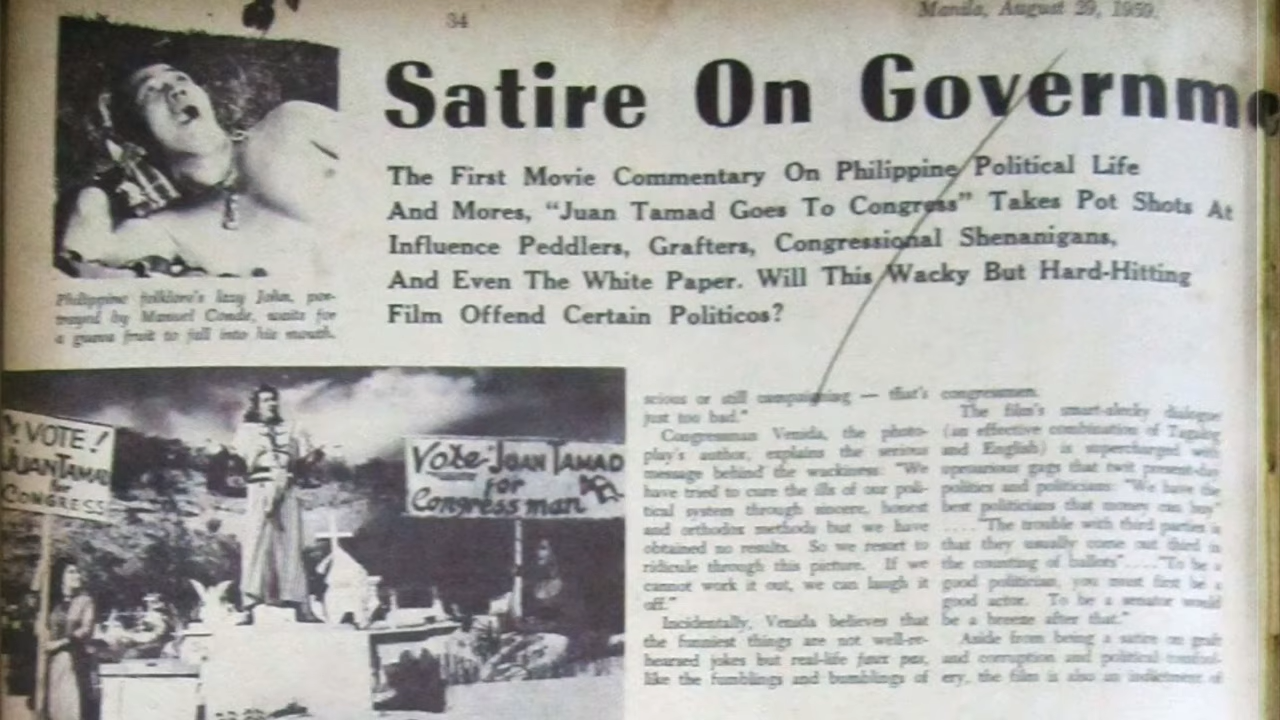 34
Manila, August 29, 1959.
Satire On Governme
The First Movie Commentary On Philippine Political Life
And Mores, "Juan Tamad Goes To Congress" Takes Pot Shots At
Influence Peddlers, Grafters, Congressional Shenanigans,
And Even The White Paper. Will This Wacky But Hard-Hitting
Film Offend Certain Politicos?
Philippine folklore's lazy John, por-
trayed by Manuel Conde, waits for
a guava fruit to fall into his mouth.
VOTE!
JUAN TAMAD
for
CONGRESS
Vote JUAN TAMAD
for
Congressman
scious or still campaigning — that's
just too bad."
Congressman Venida, the photo-
play's author, explains the serious
message behind the wackiness: "We
have tried to cure the ills of our poli-
tical system through sincere, honest
and orthodox methods but we have
obtained no results. So we resort to
ridicule through this picture. If we
cannot work it out, we can laugh it
off."
Incidentally, Venida believes that
the funniest things are not well-re-
hearsed jokes but real-life faux pas,
like the fumblings and bumblings of
congressmen.
The film's smart-alecky dialogue
(an effective combination of Tagalog
and English) is supercharged with
uproarious gags that twit present-day
politics and politicians: "We have the
best politicians that money can buy"
....."The trouble with third parties is
that they usually come out third in
the counting of ballots"....."To be a
good politician, you must first be a
good actor. To be a senator would
be a breeze after that."
Aside from being a satire on graft
and corruption and political
ery, the film is also an indictment of